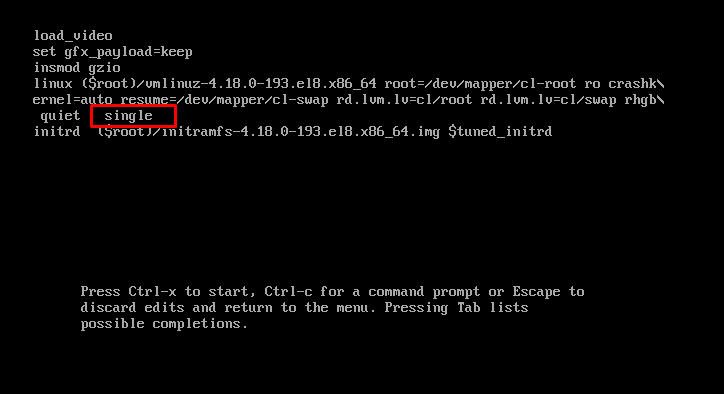 load_video
set gfx_payload=keep
insmod gzio
linux ($root)/vmlinuz-4.18.0-193.el8.x86_64 root=/dev/mapper/cl-root ro crashk\
ernel=auto resume=/dev/mapper/cl-swap rd.lvm.lv=cl/root rd.lvm.lv=cl/swap rhgb\
quiet single
initrd ($root)/initramfs-4.18.0-193.el8.x86_64.img $tuned_initrd
Press Ctrl-x to start, Ctrl-c for a command prompt or Escape to
discard edits and return to the menu. Pressing Tab lists
possible completions.